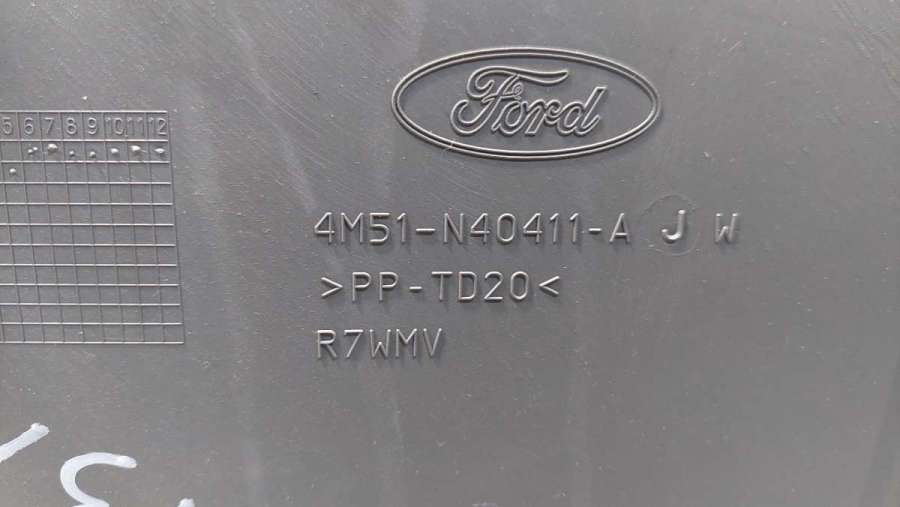 Ford
5 6 7 8 9 10 11 12
4M51-N40411-A J W
>PP-TD20<
R7WMV